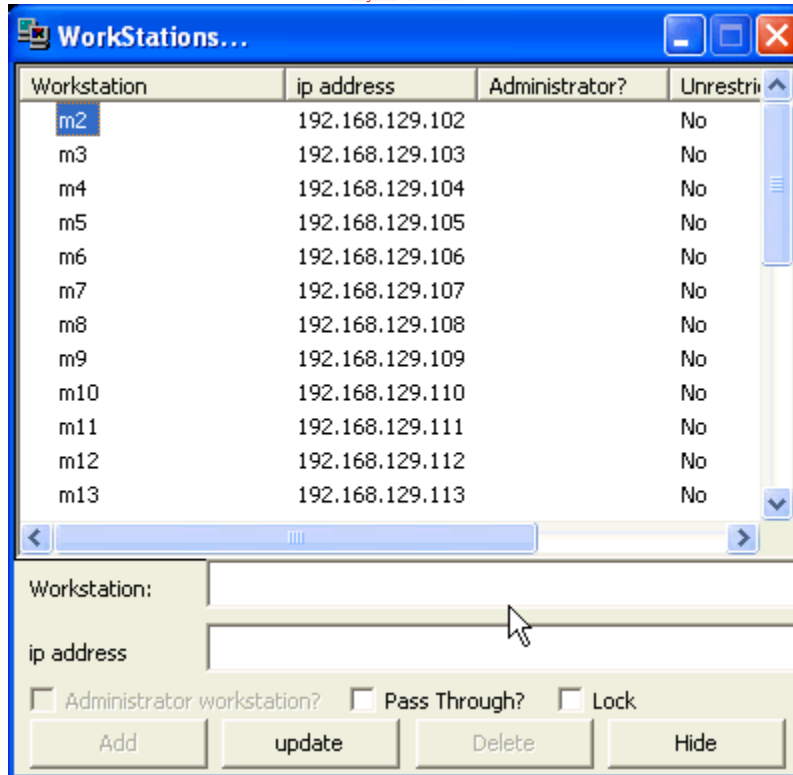 WorkStations...
Workstation ip address Administrator? Unrestri
m2 192.168.129.102 No
m3 192.168.129.103 No
m4 192.168.129.104 No
m5 192.168.129.105 No
m6 192.168.129.106 No
m7 192.168.129.107 No
m8 192.168.129.108 No
m9 192.168.129.109 No
m10 192.168.129.110 No
m11 192.168.129.111 No
m12 192.168.129.112 No
m13 192.168.129.113 No
Workstation:
ip address
Administrator workstation? Pass Through? Lock
Add update Delete Hide